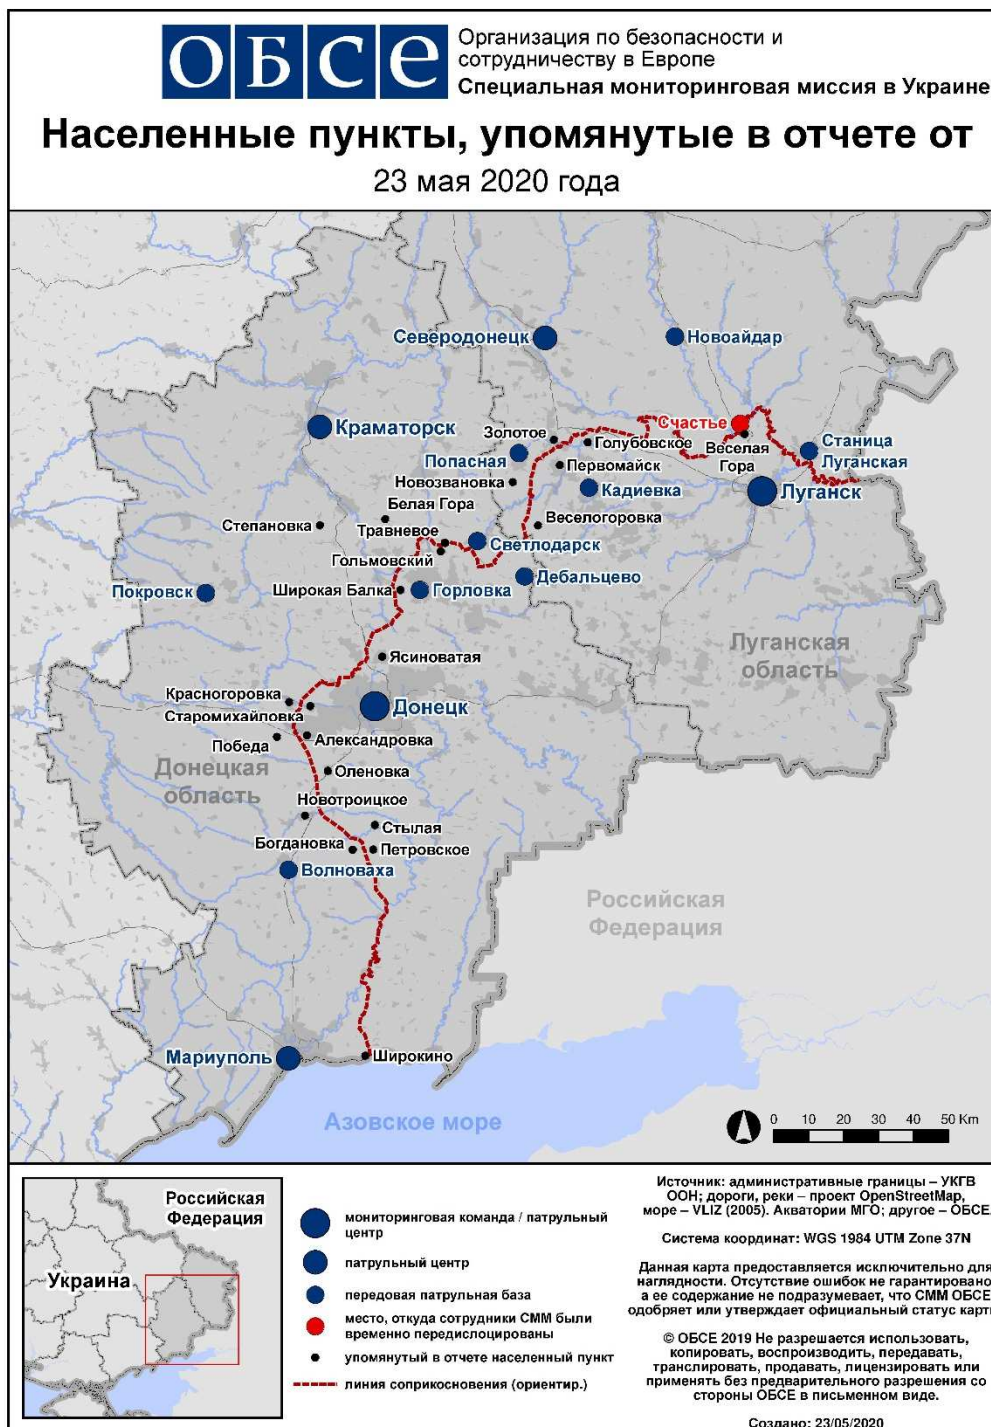 ОБСЕ
Организация по безопасности и
сотрудничеству в Европе
Специальная мониторинговая миссия в Украине
Населенные пункты, упомянутые в отчете от
23 мая 2020 года
Северодонецк
Новоайдар
Счастье
Краматорск
Золотое
Голубовское
Веселая
Гора
Станица
Луганская
Попасная
Первомайск
Новозвановка
Кадиевка
Луганск
Белая Гора
Степановка
Травневое
Веселогоровка
Светлодарск
Гольмовский
Дебальцево
Покровск
Широкая Балка
Горловка
Луганская
область
Ясиноватая
Красногоровка
Старомихайловка
Донецк
Победа
Александровка
Донецкая
область
Оленовка
Новотроицкое
Стылая
Богдановка
Петровское
Волноваха
Российская
Федерация
Мариуполь
Широкино
Азовское море
0 10 20 30 40 50 Km
Российская
Федерация
Украина
мониторинговая команда / патрульный
центр
патрульный центр
передовая патрульная база
место, откуда сотрудники СММ были
временно передислоцированы
упомянутый в отчете населенный пункт
линия соприкосновения (ориентир.)
Источник: административные границы – УКГВ
ООН; дороги, реки – проект OpenStreetMap,
море – VLIZ (2005). Акватории МГО; другое – ОБСЕ.
Система координат: WGS 1984 UTM Zone 37N
Данная карта предоставляется исключительно для
наглядности. Отсутствие ошибок не гарантировано
а ее содержание не подразумевает, что СММ ОБСЕ
одобряет или утверждает официальный статус карт
© ОБСЕ 2019 Не разрешается использовать,
копировать, воспроизводить, передавать,
транслировать, продавать, лицензировать или
применять без предварительного разрешения со
стороны ОБСЕ в письменном виде.
Создано: 23/05/2020